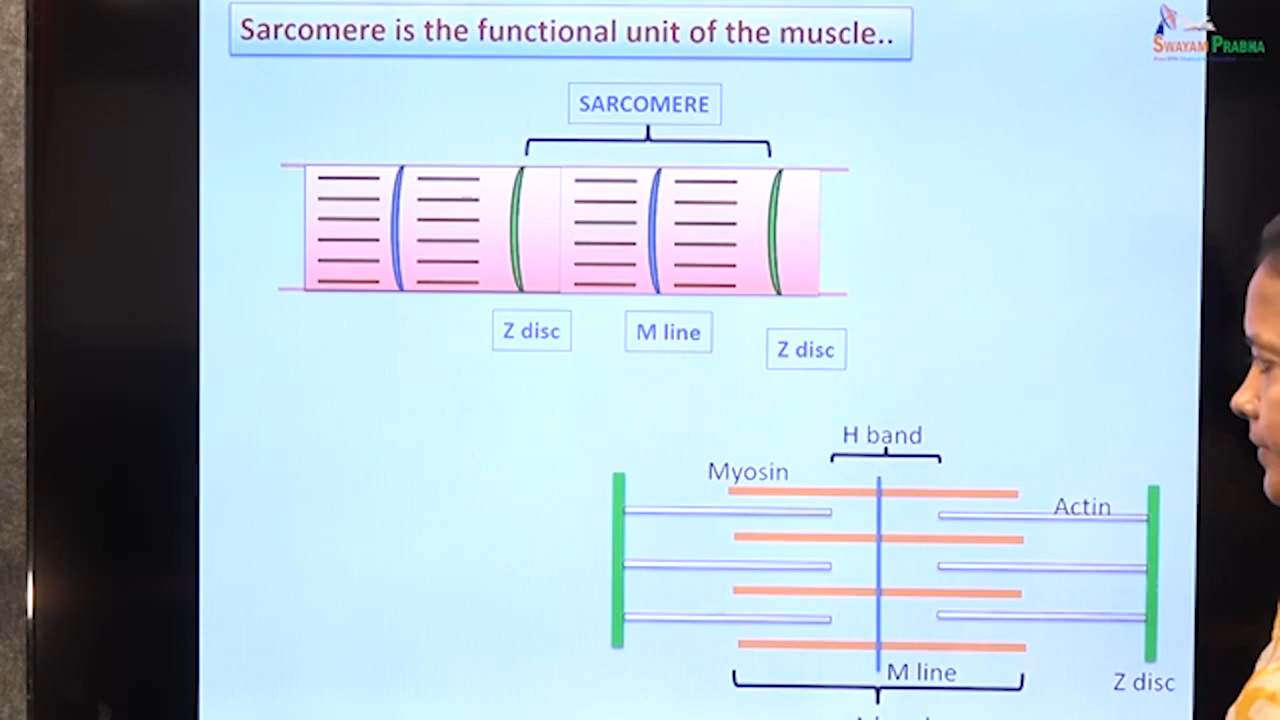 Sarcomere is the functional unit of the muscle..
SWAYAM PRABHA
SARCOMERE
Z disc
M line
Z disc
H band
Myosin
Actin
M line
Z disc